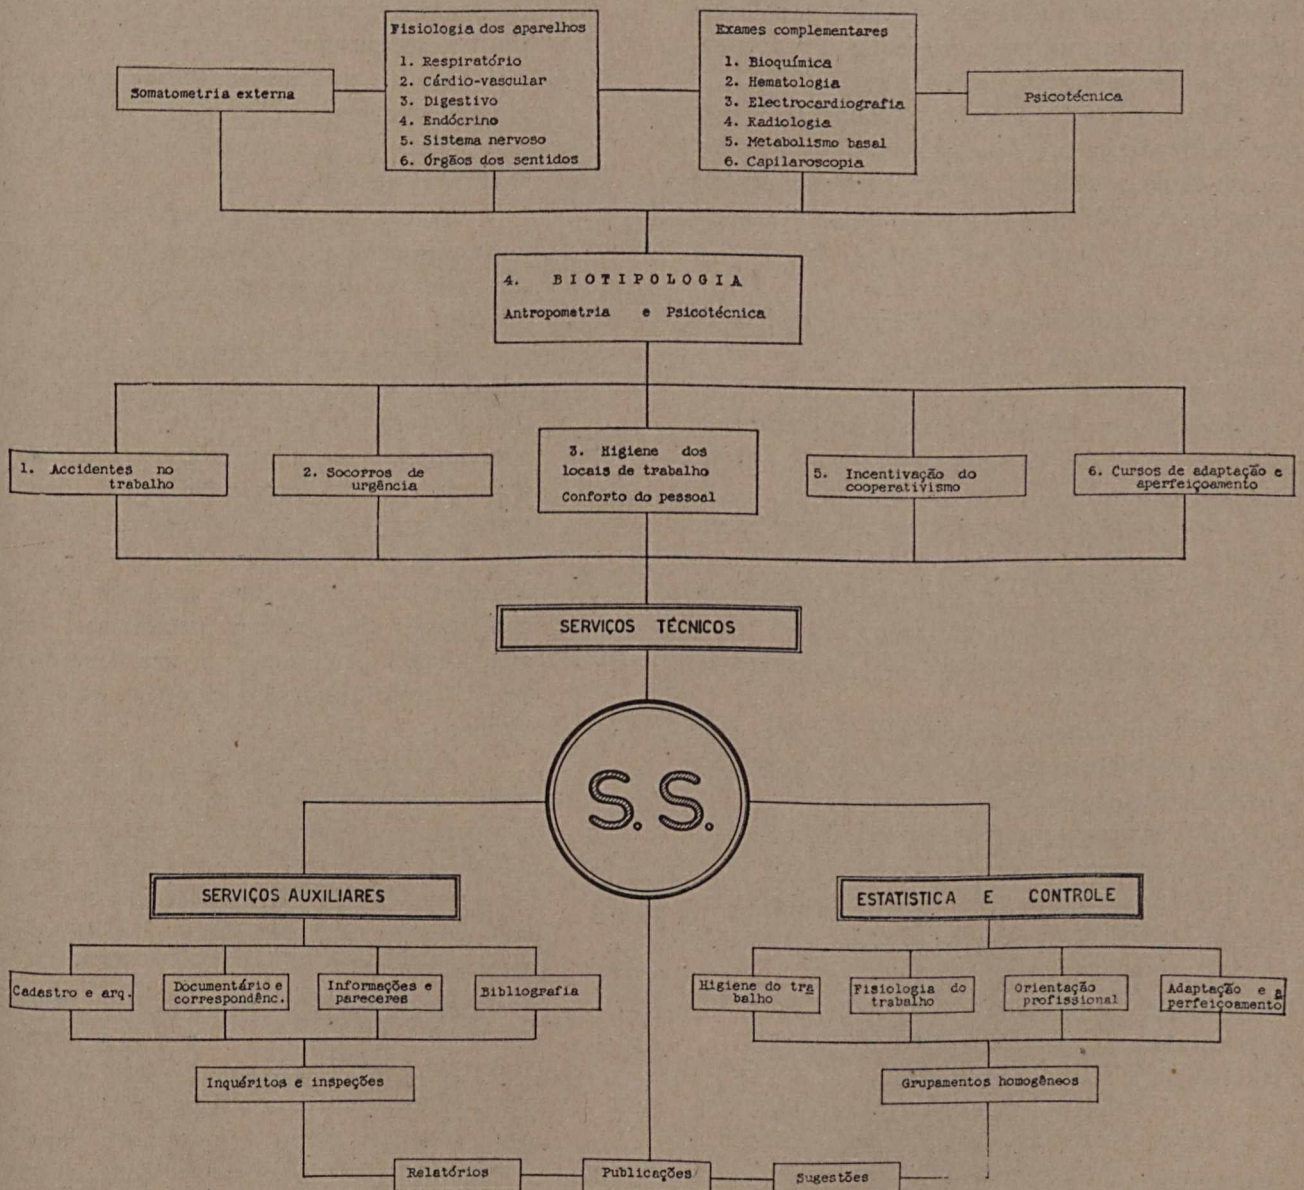 Fisiologia dos aparelhos
1. Respiratório
2. Cárdio-vascular
3. Digestivo
4. Endócrino
5. Sistema nervoso
6. Órgãos dos sentidos
Exames complementares
1. Bioquímica
2. Hematologia
3. Electrocardiografia
4. Radiologia
5. Metabolismo basal
6. Capilaroscopia
Somatometria externa
Psicotécnica
4. BIOTIPOLOGIA
Antropometria e Psicotécnica
1. Accidentes no
trabalho
2. Socorros de
urgência
3. Higiene dos
locais de trabalho
Conforto do pessoal
5. Incentivação do
cooperativismo
6. Cursos de adaptação e
aperfeiçoamento
SERVIÇOS TÉCNICOS
S. S.
SERVIÇOS AUXILIARES
ESTATISTICA E CONTROLE
Cadastro e arq.
Documentário e
correspondênc.
Informações e
pareceres
Bibliografia
Higiene do tra
balho
Fisiologia do
trabalho
Orientação
profissional
Adaptação e a
perfeiçoamento
Inquéritos e inspeções
Grupamentos homogêneos
Relatórios
Publicações
Sugestões